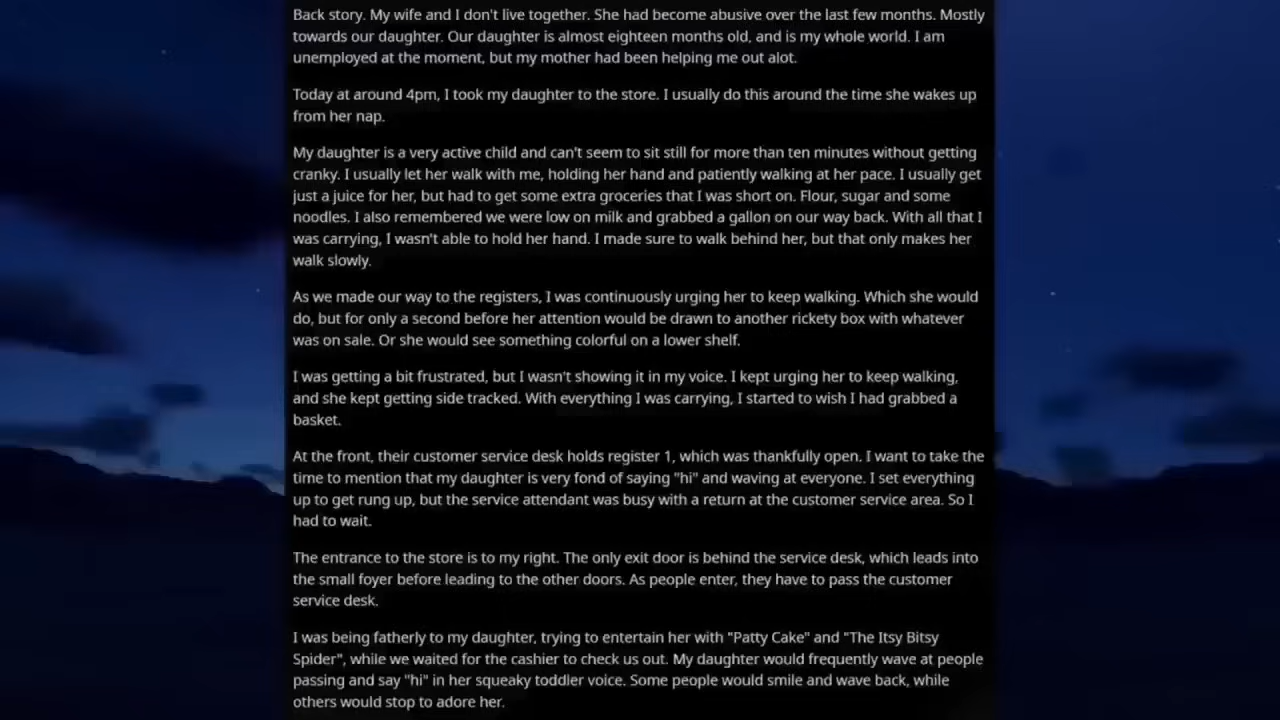 Back story. My wife and I don't live together. She had become abusive over the last few months. Mostly
towards our daughter. Our daughter is almost eighteen months old, and is my whole world. I am
unemployed at the moment, but my mother had been helping me out alot.
Today at around 4pm, I took my daughter to the store. I usually do this around the time she wakes up
from her nap.
My daughter is a very active child and can't seem to sit still for more than ten minutes without getting
cranky. I usually let her walk with me, holding her hand and patiently walking at her pace. I usually get
just a juice for her, but had to get some extra groceries that I was short on. Flour, sugar and some
noodles. I also remembered we were low on milk and grabbed a gallon on our way back. With all that I
was carrying, I wasn't able to hold her hand. I made sure to walk behind her, but that only makes her
walk slowly.
As we made our way to the registers, I was continuously urging her to keep walking. Which she would
do, but for only a second before her attention would be drawn to another rickety box with whatever
was on sale. Or she would see something colorful on a lower shelf.
I was getting a bit frustrated, but I wasn't showing it in my voice. I kept urging her to keep walking,
and she kept getting side tracked. With everything I was carrying, I started to wish I had grabbed a
basket.
At the front, their customer service desk holds register 1, which was thankfully open. I want to take the
time to mention that my daughter is very fond of saying "hi" and waving at everyone. I set everything
up to get rung up, but the service attendant was busy with a return at the customer service area. So I
had to wait.
The entrance to the store is to my right. The only exit door is behind the service desk, which leads into
the small foyer before leading to the other doors. As people enter, they have to pass the customer
service desk.
I was being fatherly to my daughter, trying to entertain her with "Patty Cake" and "The Itsy Bitsy
Spider", while we waited for the cashier to check us out. My daughter would frequently wave at people
passing and say "hi" in her squeaky toddler voice. Some people would smile and wave back, while
others would stop to adore her.